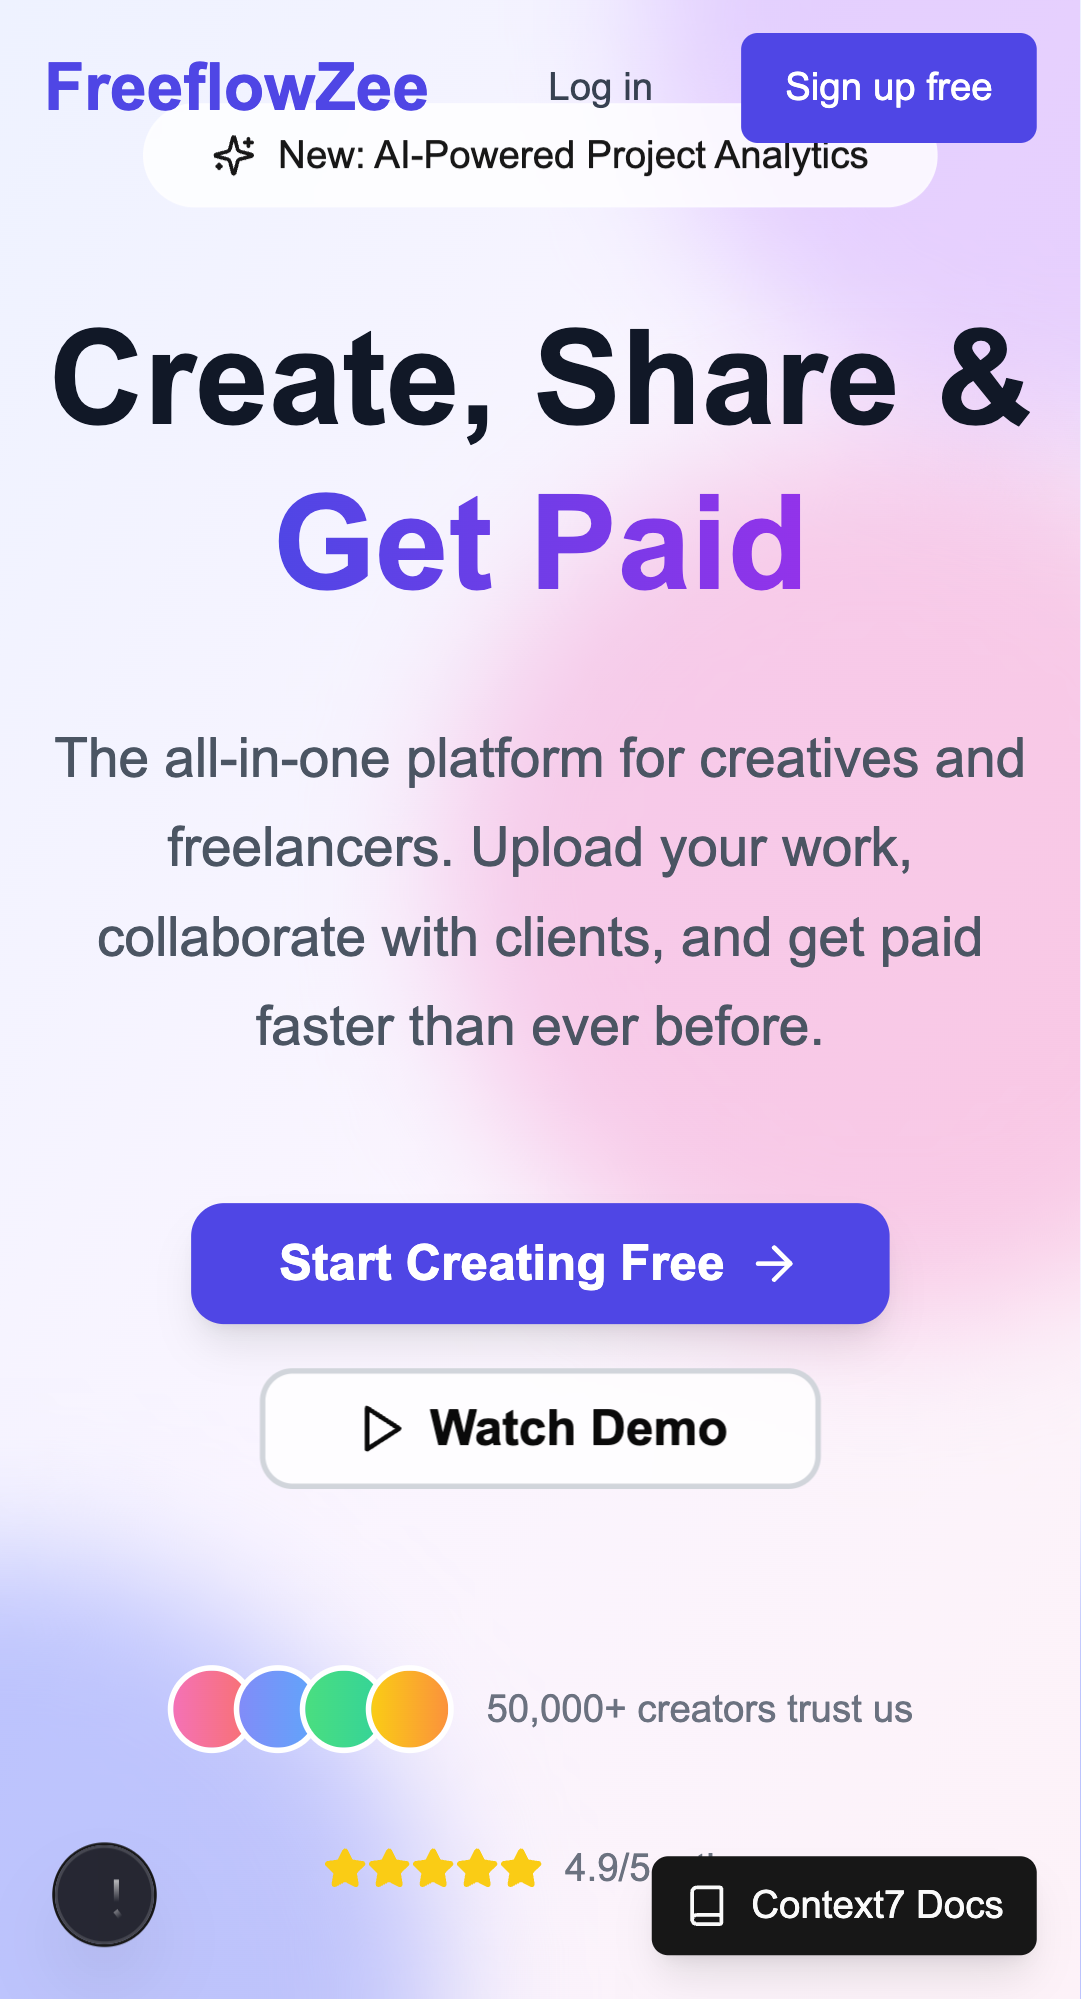 FreeflowZee
Log in
Sign up free
New: AI-Powered Project Analytics
Create, Share &
Get Paid
The all-in-one platform for creatives and
freelancers. Upload your work,
collaborate with clients, and get paid
faster than ever before.
Start Creating Free
Watch Demo
50,000+ creators trust us
4.9/5
Context7 Docs
!